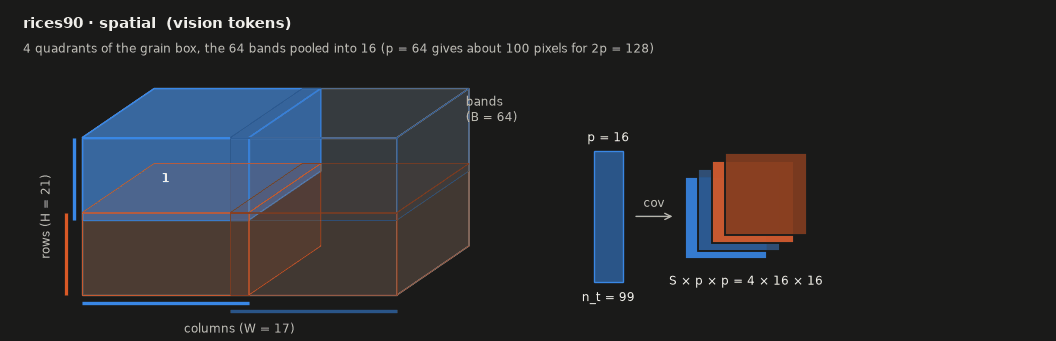 rices90 · spatial  (vision tokens)
4 quadrants of the grain box, the 64 bands pooled into 16 (p = 64 gives about 100 pixels for 2p = 128)
bands
(B = 64)
1
rows (H = 21)
columns (W = 17)
p = 16
cov
n_t = 99
S × p × p = 4 × 16 × 16